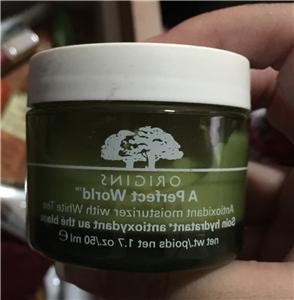 ORIGINS
A Perfect World™
Antioxidant moisturizer with White Tea
Soin hydratant* antioxydant au thé blanc
net wt./poids net 1.7 oz./50 ml ℮